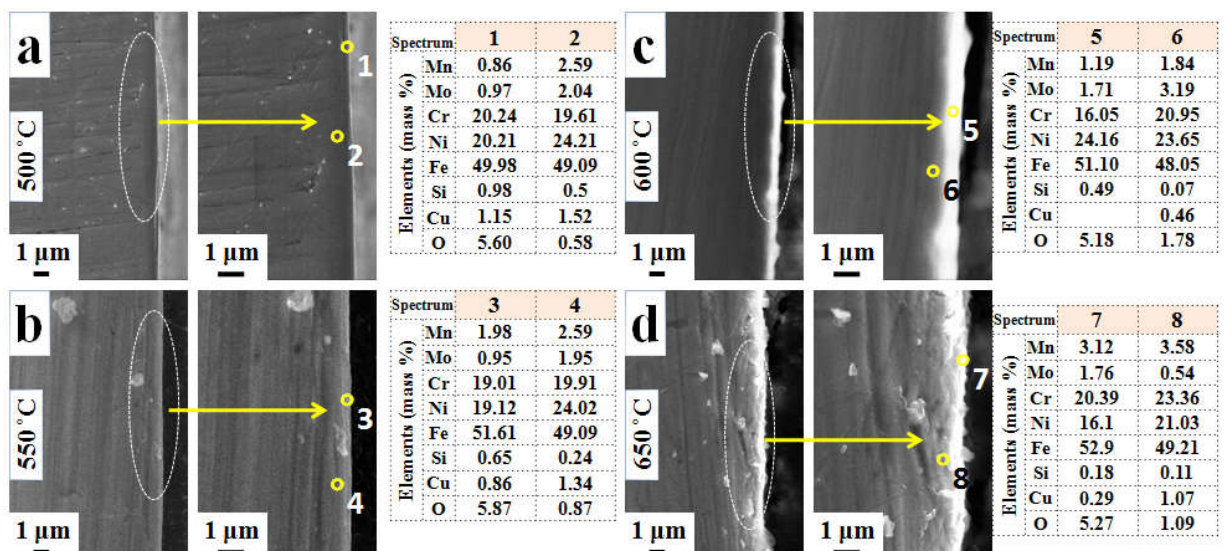 a
500 °C
1 µm
1 µm
1
2
Spectrum 1 2
Elements (mass %)
Mn 0.86 2.59
Mo 0.97 2.04
Cr 20.24 19.61
Ni 20.21 24.21
Fe 49.98 49.09
Si 0.98 0.5
Cu 1.15 1.52
O 5.60 0.58
c
600 °C
1 µm
1 µm
5
6
Spectrum 5 6
Elements (mass %)
Mn 1.19 1.84
Mo 1.71 3.19
Cr 16.05 20.95
Ni 24.16 23.65
Fe 51.10 48.05
Si 0.49 0.07
Cu 0.46
O 5.18 1.78
b
550 °C
1 µm
1 µm
3
4
Spectrum 3 4
Elements (mass %)
Mn 1.98 2.59
Mo 0.95 1.95
Cr 19.01 19.91
Ni 19.12 24.02
Fe 51.61 49.09
Si 0.65 0.24
Cu 0.86 1.34
O 5.87 0.87
d
650 °C
1 µm
1 µm
7
8
Spectrum 7 8
Elements (mass %)
Mn 3.12 3.58
Mo 1.76 0.54
Cr 20.39 23.36
Ni 16.1 21.03
Fe 52.9 49.21
Si 0.18 0.11
Cu 0.29 1.07
O 5.27 1.09